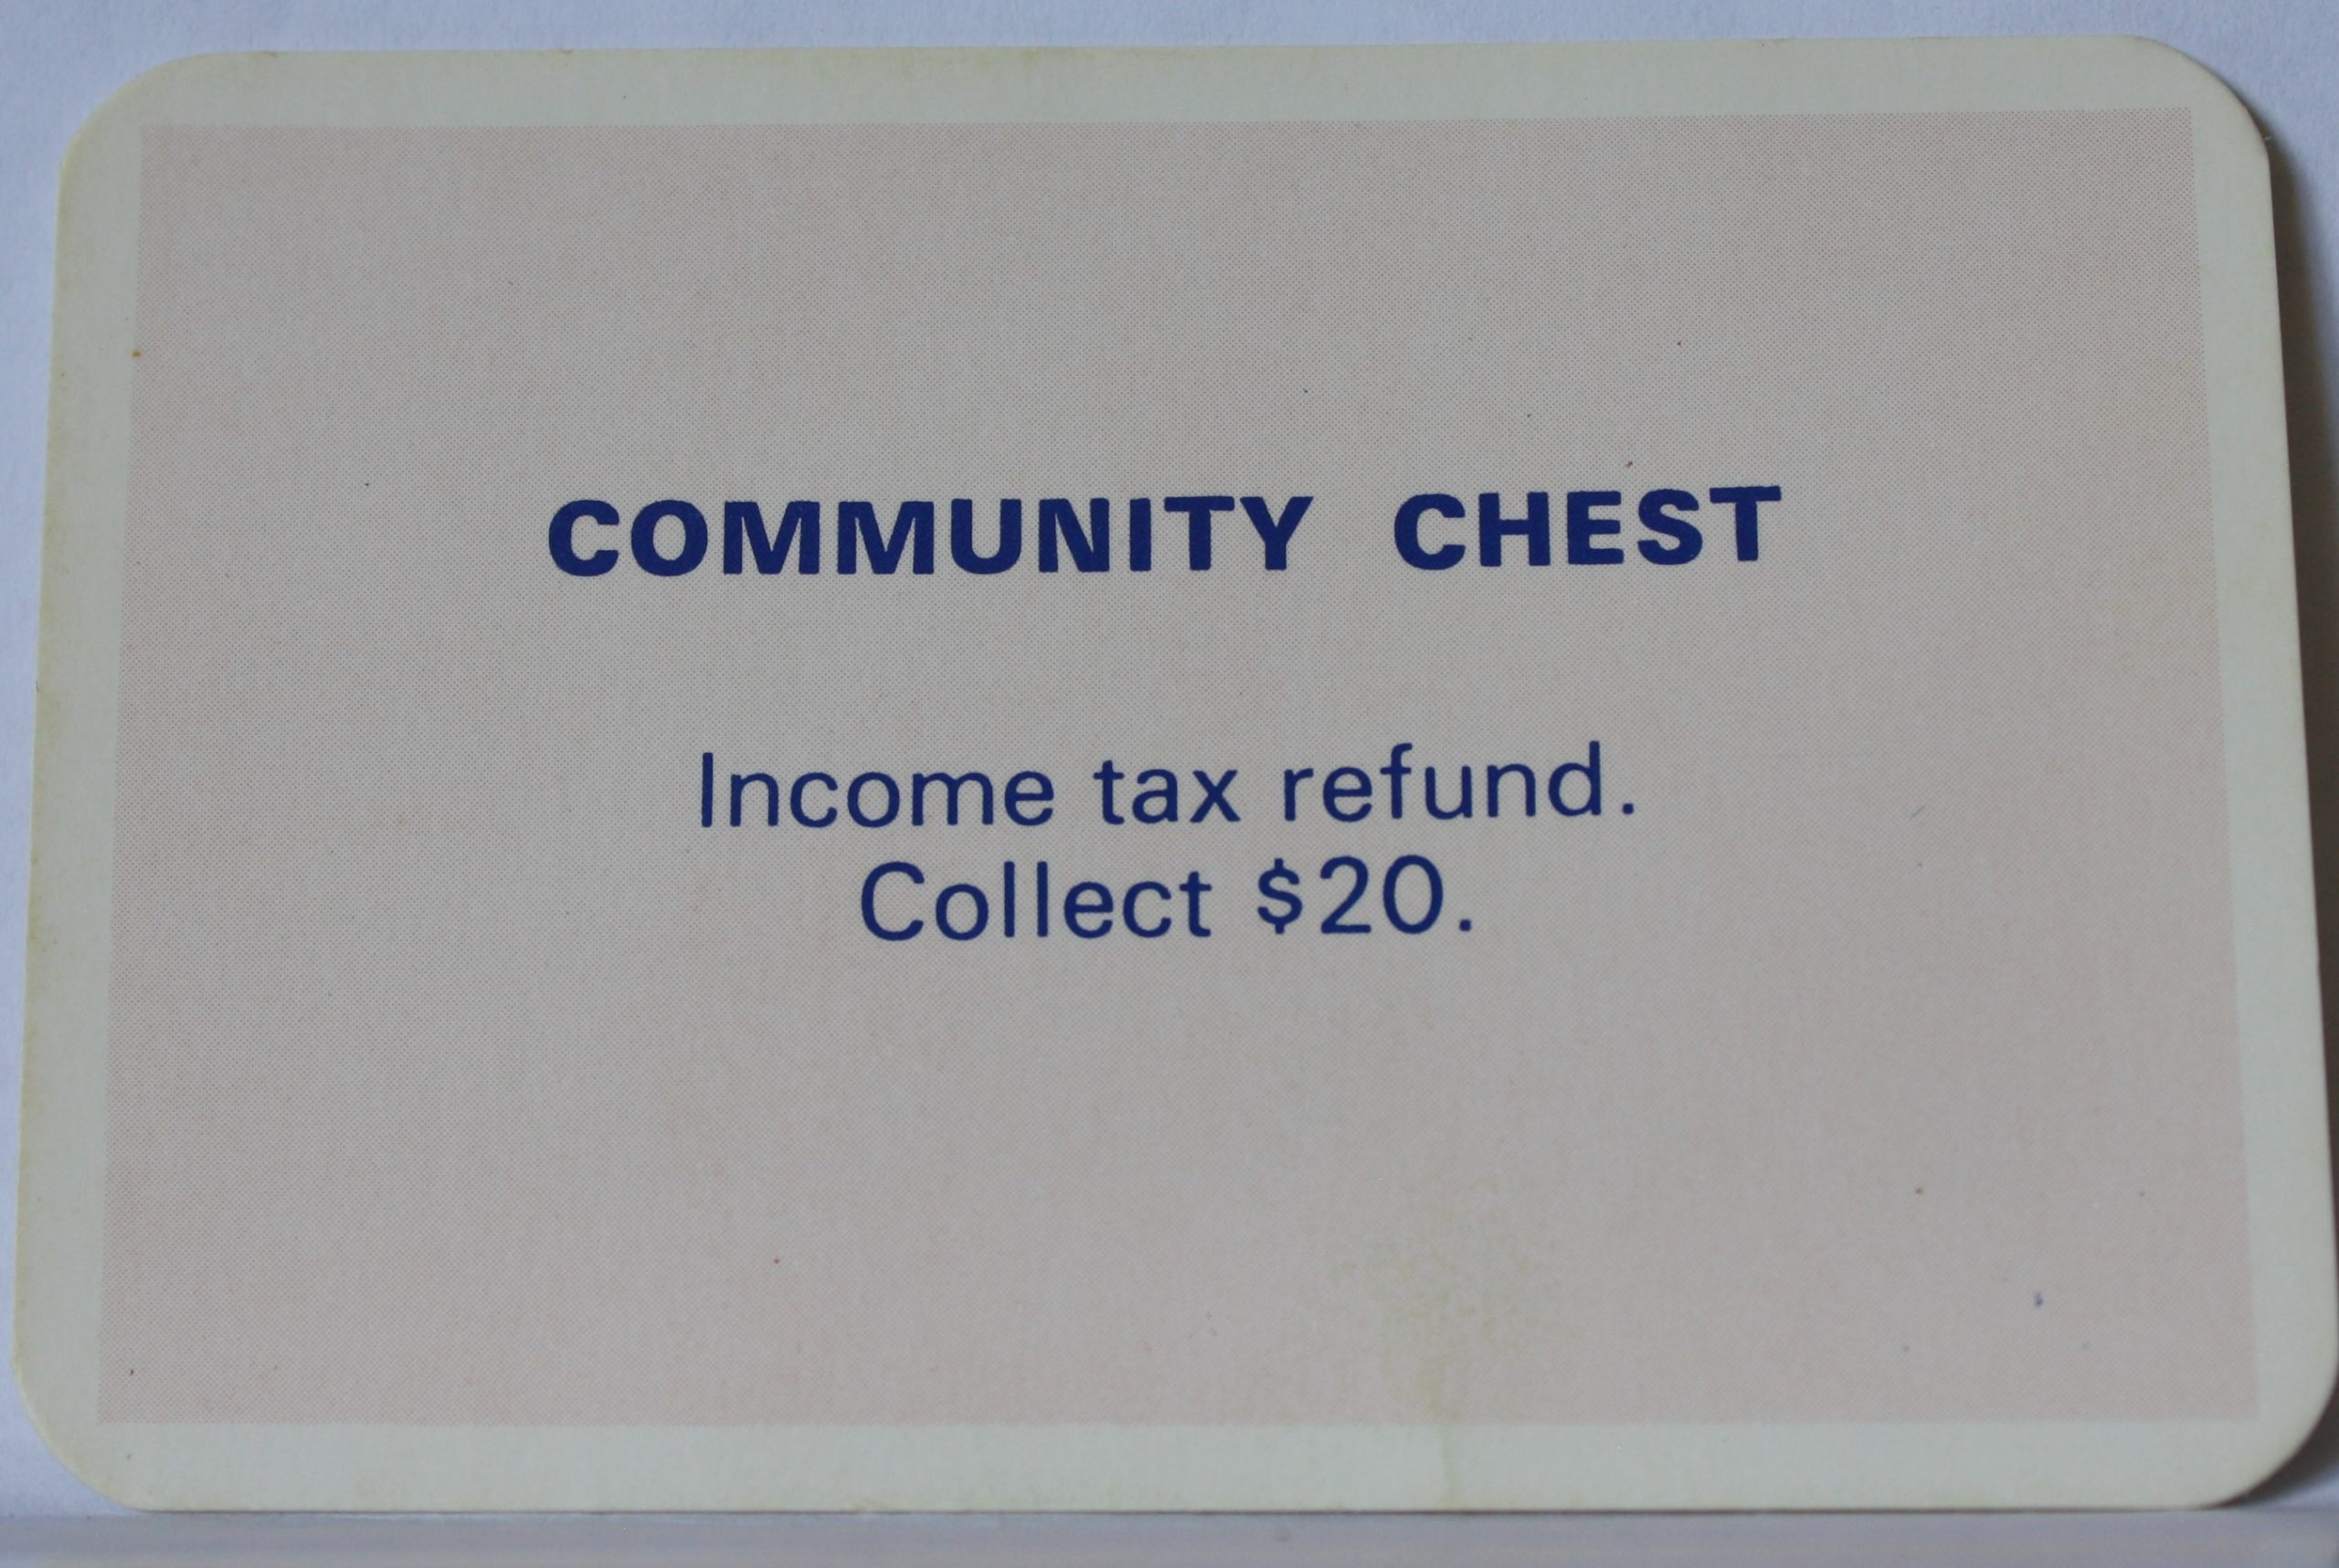 COMMUNITY CHEST
Income tax refund.
Collect $20.